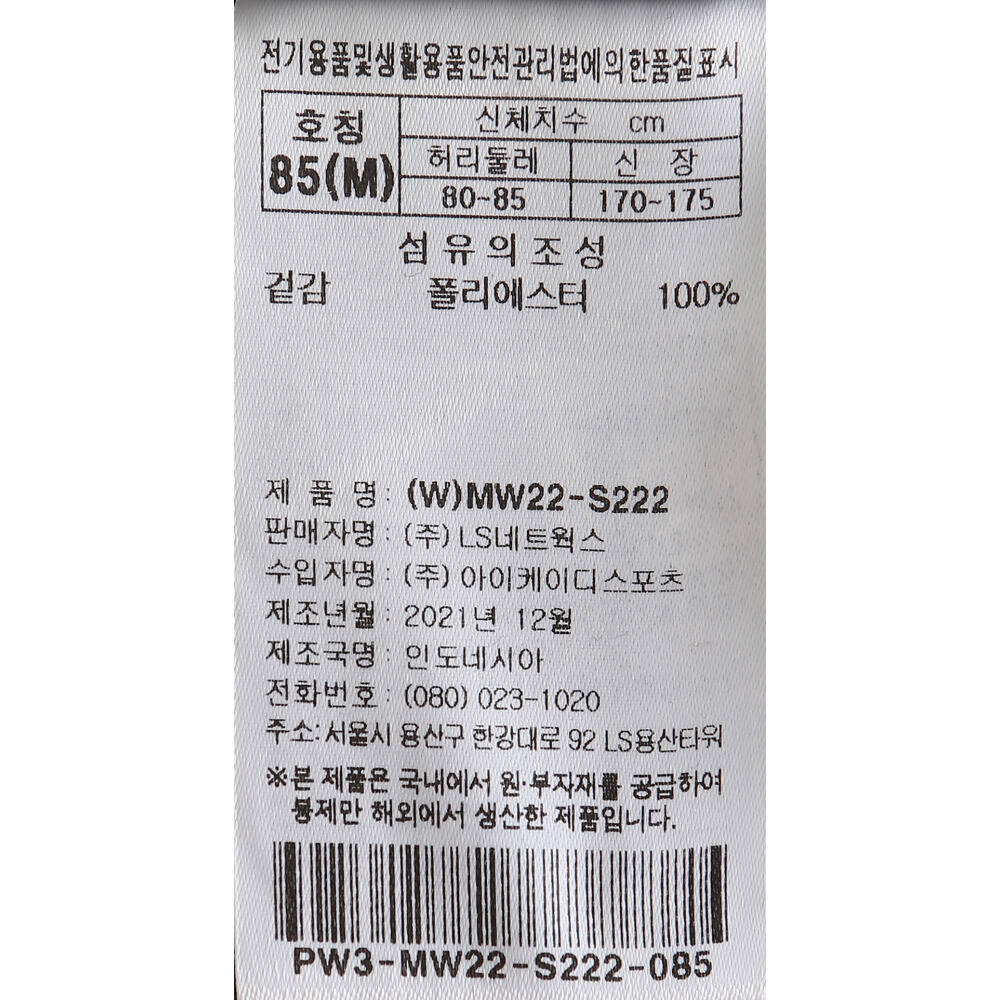 전기용품및생활용품안전관리법에의한품질표시
호칭 신체치수 cm
85(M) 허리둘레 신 장
80~85 170~175
섬유의조성
겉감 폴리에스터 100%
제 품 명 : (W)MW22-S222
판매자명 : (주) LS네트웍스
수입자명 : (주) 아이케이디스포츠
제조년월 : 2021년 12월
제조국명 : 인도네시아
전화번호 : (080) 023-1020
주소: 서울시 용산구 한강대로 92 LS용산타워
※본 제품은 국내에서 원·부자재를 공급하여
봉제만 해외에서 생산한 제품입니다.
PW3-MW22-S222-085